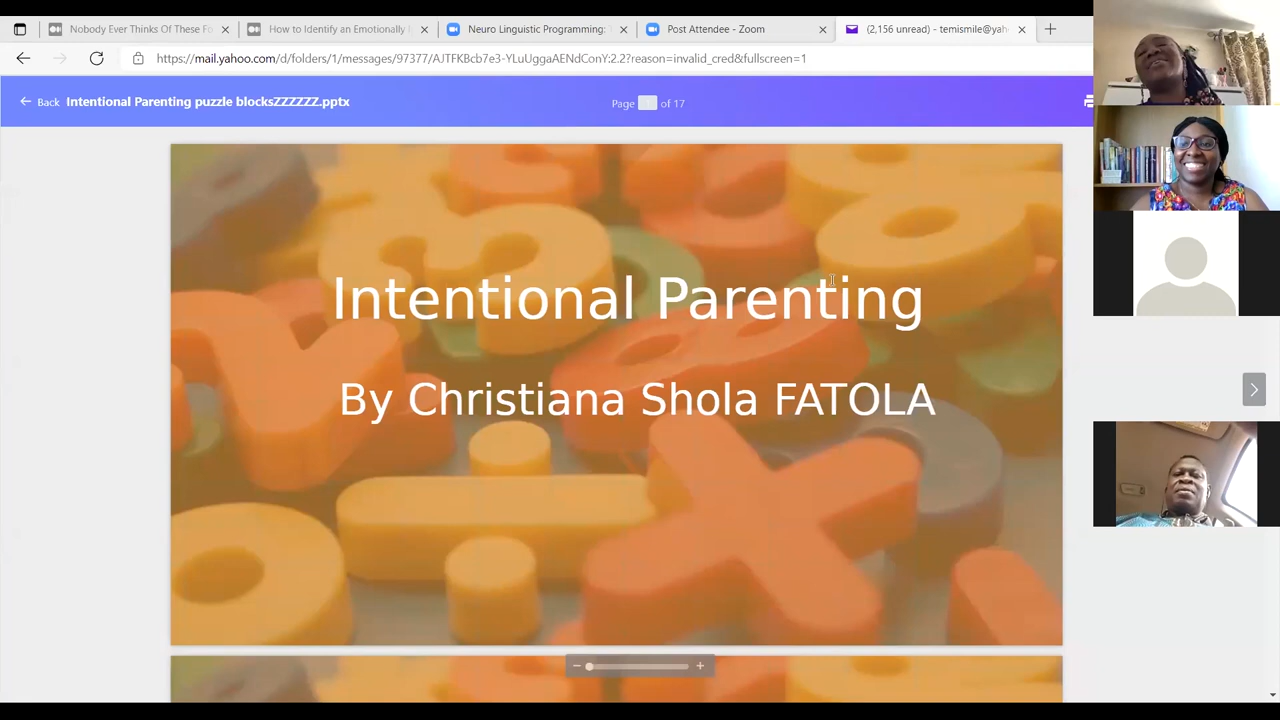 Nobody Ever Thinks Of These Fo
How to Identify an Emotionally I
Neuro Linguistic Programming:
Post Attendee - Zoom
(2,156 unread) - temismile@yah
https://mail.yahoo.com/d/folders/1/messages/97377/AJTFKBcb7e3-YLuUggaAENdConY:2.2?reason=invalid_cred&fullscreen=1
Back Intentional Parenting puzzle blocksZZZZZZ.pptx
Page 1 of 17
Intentional Parenting
By Christiana Shola FATOLA